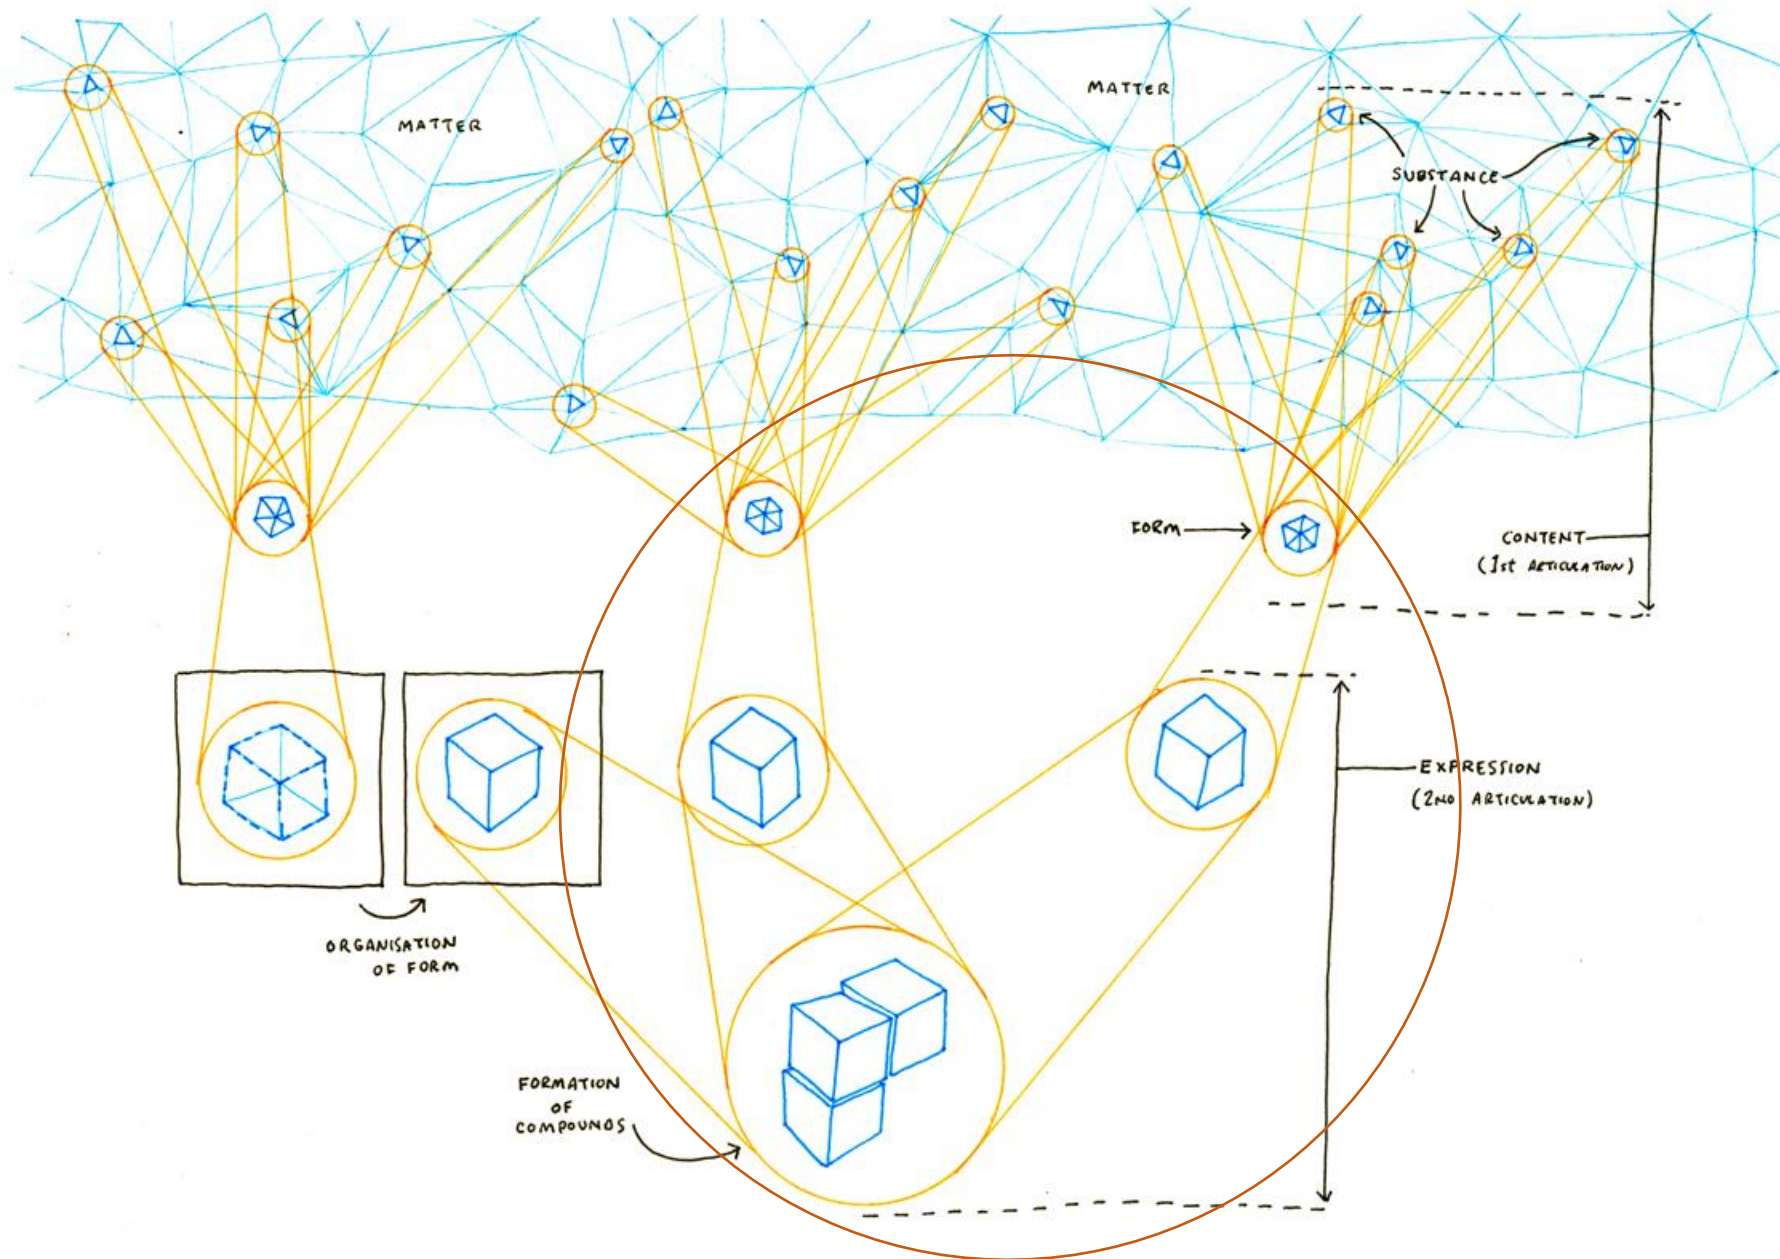 MATTER
MATTER
SUBSTANCE
FORM
CONTENT
(1st ARTICULATION)
EXPRESSION
(2ND ARTICULATION)
ORGANISATION
OF FORM
FORMATION
OF
COMPOUNDS